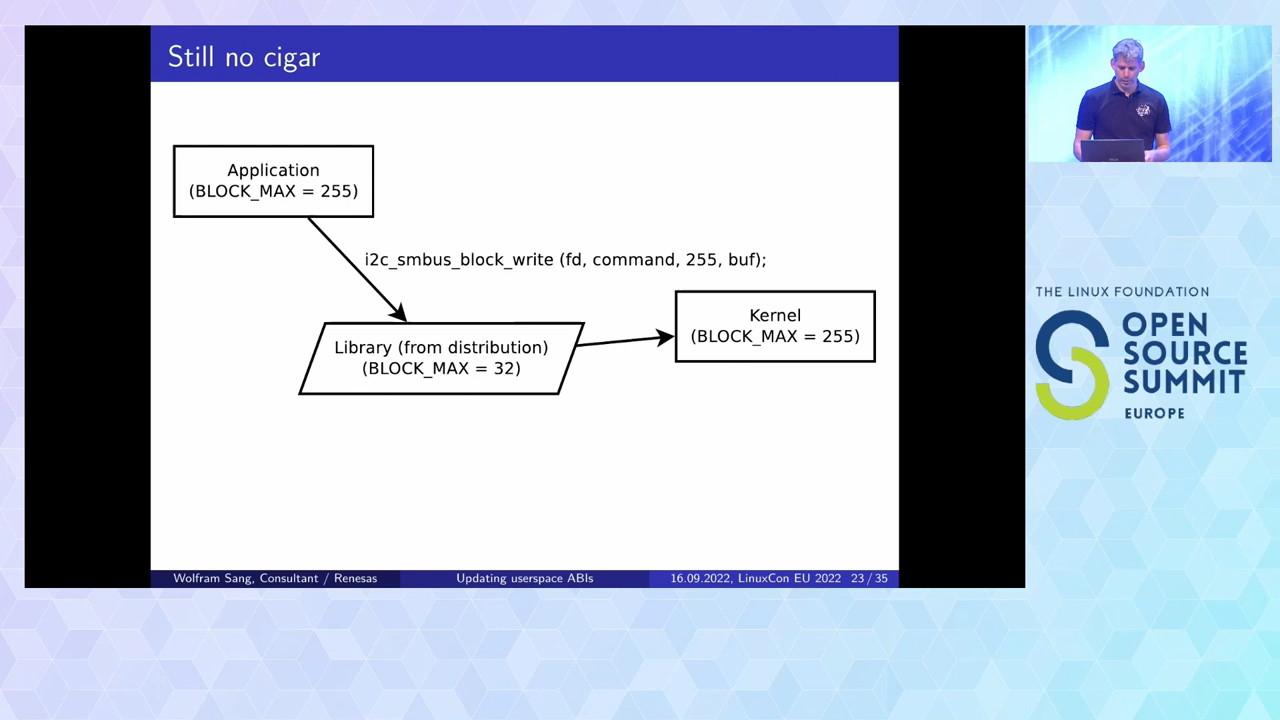 Still no cigar
Application
(BLOCK_MAX = 255)
i2c_smbus_block_write (fd, command, 255, buf);
Kernel
(BLOCK_MAX = 255)
Library (from distribution)
(BLOCK_MAX = 32)
Wolfram Sang, Consultant / Renesas
Updating userspace ABIs
16.09.2022, LinuxCon EU 2022 23 / 35
THE LINUX FOUNDATION
OPEN
SOURCE
SUMMIT
EUROPE